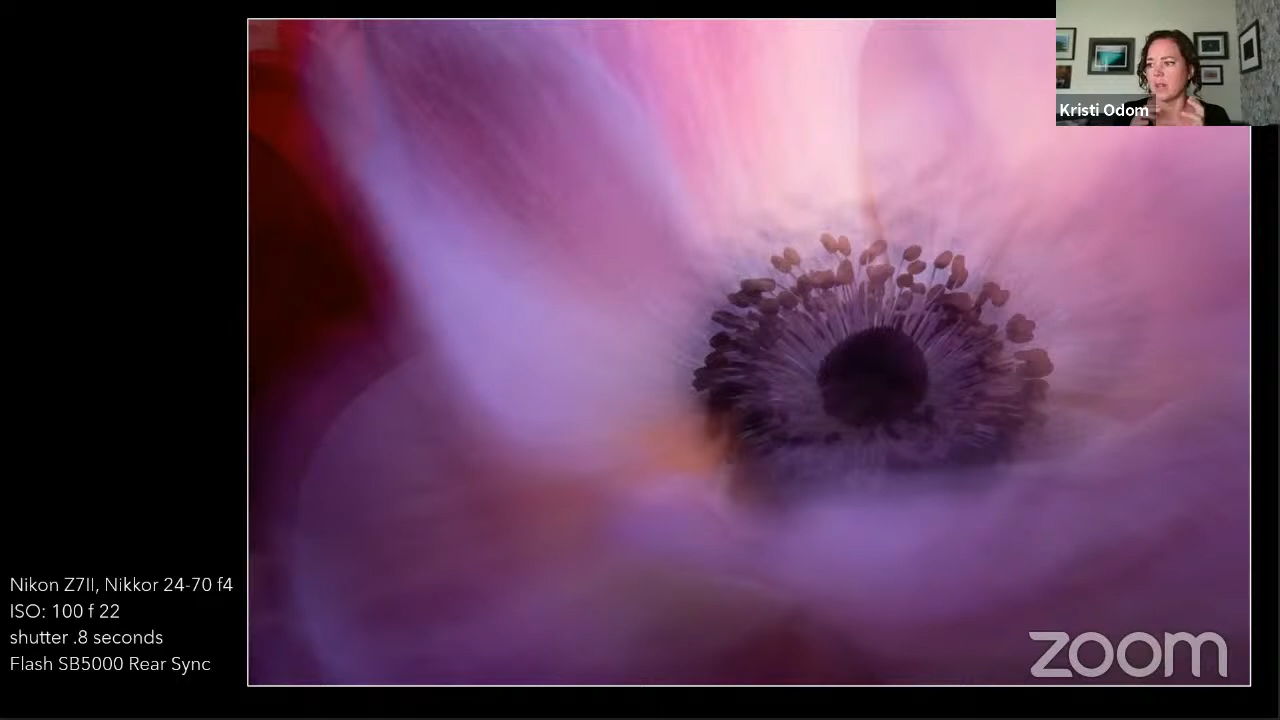 Kristi Odom
Nikon Z7II, Nikkor 24-70 f4
ISO: 100 f 22
shutter .8 seconds
Flash SB5000 Rear Sync
zoom